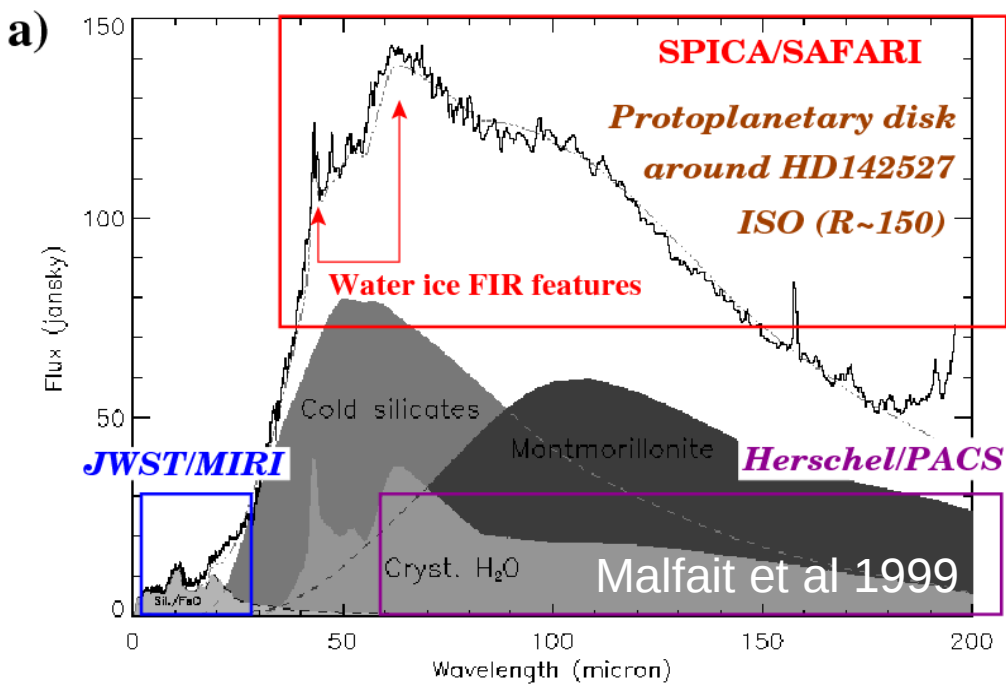 a)
150
100
50
0
Flux (jansky)
SPICA/SAFARI
Protoplanetary disk
around HD142527
ISO (R~150)
Water ice FIR features
Cold silicates
Montmorillonite
JWST/MIRI
Herschel/PACS
Cryst. H₂O
Sil./FeO
Malfait et al 1999
0 50 100 150 200
Wavelength (micron)